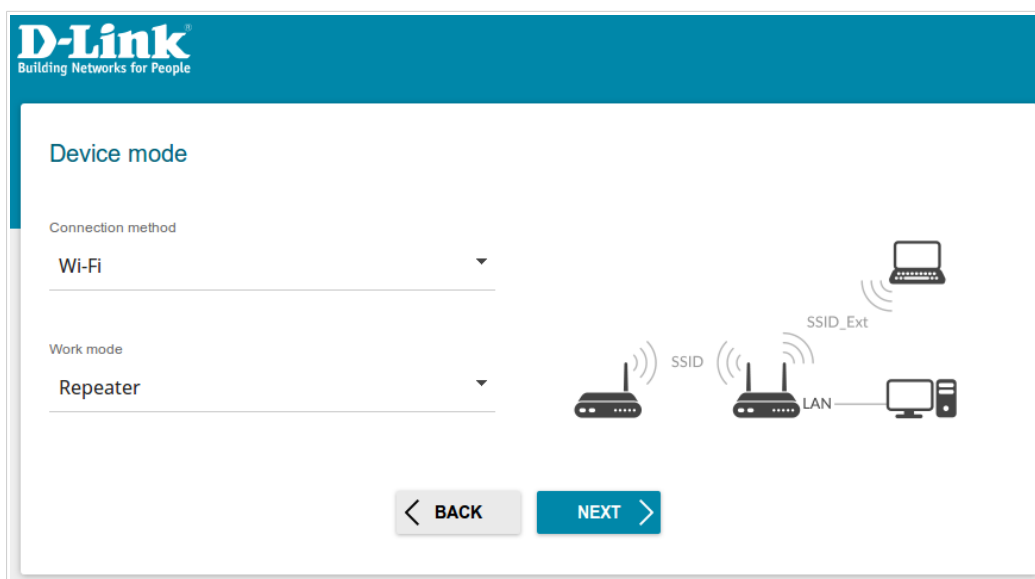 D-Link®
Building Networks for People
Device mode
Connection method
Wi-Fi
Work mode
Repeater
SSID
SSID_Ext
LAN
BACK
NEXT